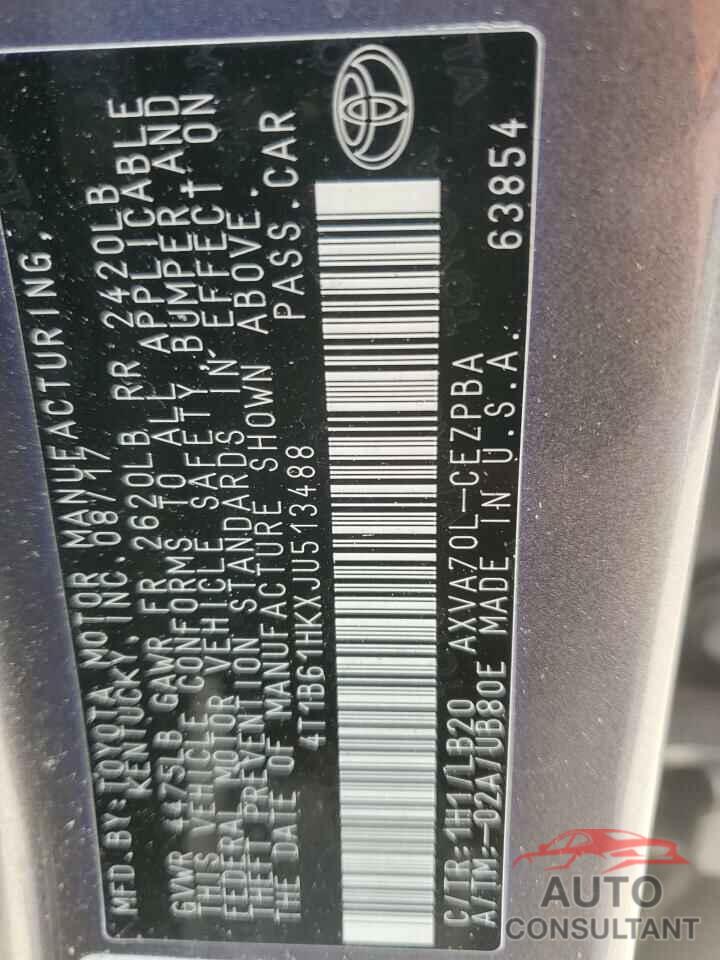 MFD.BY: TOYOTA MOTOR MANUFACTURING,
KENTUCKY, INC. 08/17
GVWR 4475LB GAWR FR 2620LB RR 2420LB
THIS VEHICLE CONFORMS TO ALL APPLICABLE
FEDERAL MOTOR VEHICLE SAFETY BUMPER AND
THEFT PREVENTION STANDARDS IN EFFECT ON
THE DATE OF MANUFACTURE SHOWN ABOVE.
4T1B61HKXJU513488 PASS.CAR
C/TR:1H1/LB20 AXVA70L-CEZPBA
A/TM:-02A/UB80E MADE IN U.S.A. 63854
AUTO
CONSULTANT